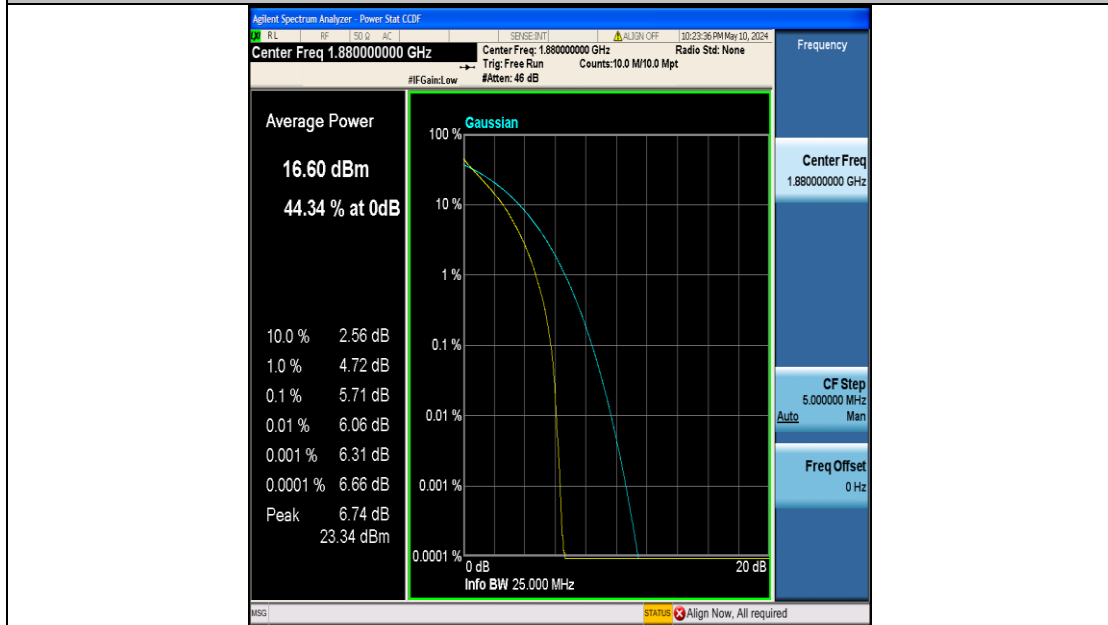 Agilent Spectrum Analyzer - Power Stat CCDF
RL RF 50 Ω AC SENSE:INT ALIGN OFF 10:23:36 PM May 10, 2024
Center Freq 1.880000000 GHz
Center Freq: 1.880000000 GHz Radio Std: None
Trig: Free Run Counts:10.0 M/10.0 Mpt
#IFGain:Low #Atten: 46 dB
Frequency
Average Power
16.60 dBm
44.34 % at 0dB
10.0 % 2.56 dB
1.0 % 4.72 dB
0.1 % 5.71 dB
0.01 % 6.06 dB
0.001 % 6.31 dB
0.0001 % 6.66 dB
Peak 6.74 dB
23.34 dBm
Gaussian
100 %
10 %
1 %
0.1 %
0.01 %
0.001 %
0.0001 %
0 dB 20 dB
Info BW 25.000 MHz
Center Freq
1.880000000 GHz
CF Step
5.000000 MHz
Auto Man
Freq Offset
0 Hz
MSG STATUS Align Now, All required